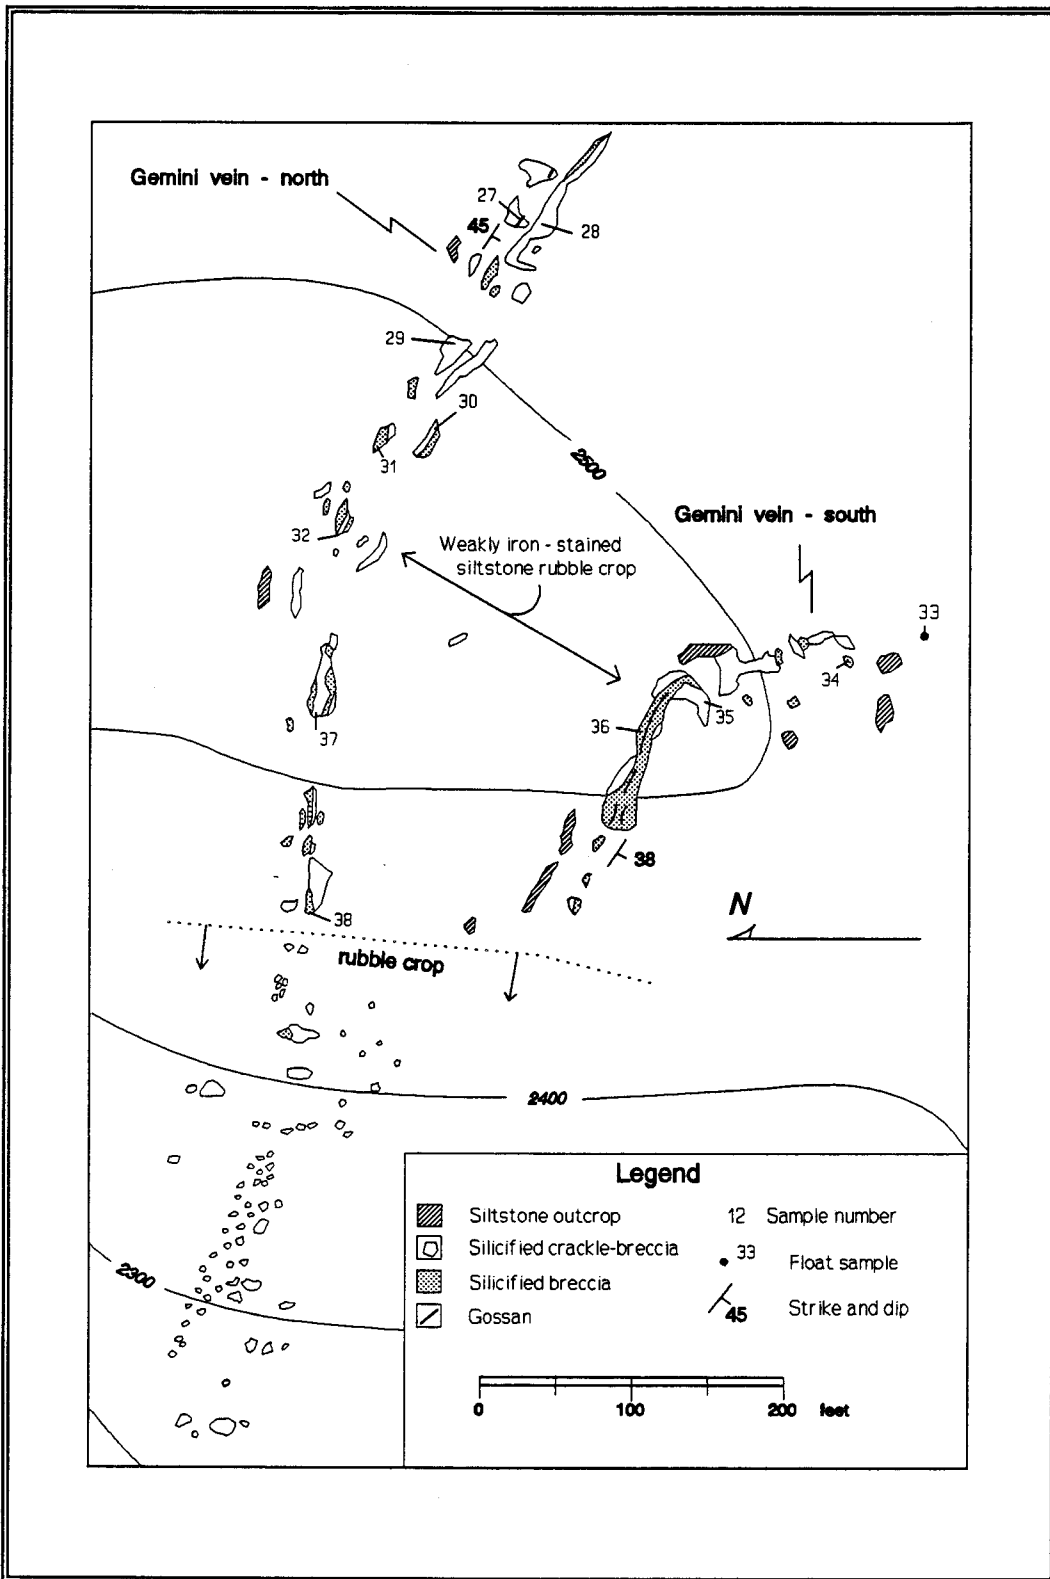 Gemini vein - north
27
45
28
29
30
31
2500
Gemini vein - south
32
Weakly iron - stained
siltstone rubble crop
33
34
35
36
37
38
38
N
rubble crop
2400
2300
Legend
Siltstone outcrop
Silicified crackle-breccia
Silicified breccia
Gossan
12 Sample number
33 Float sample
45 Strike and dip
0 100 200 feet